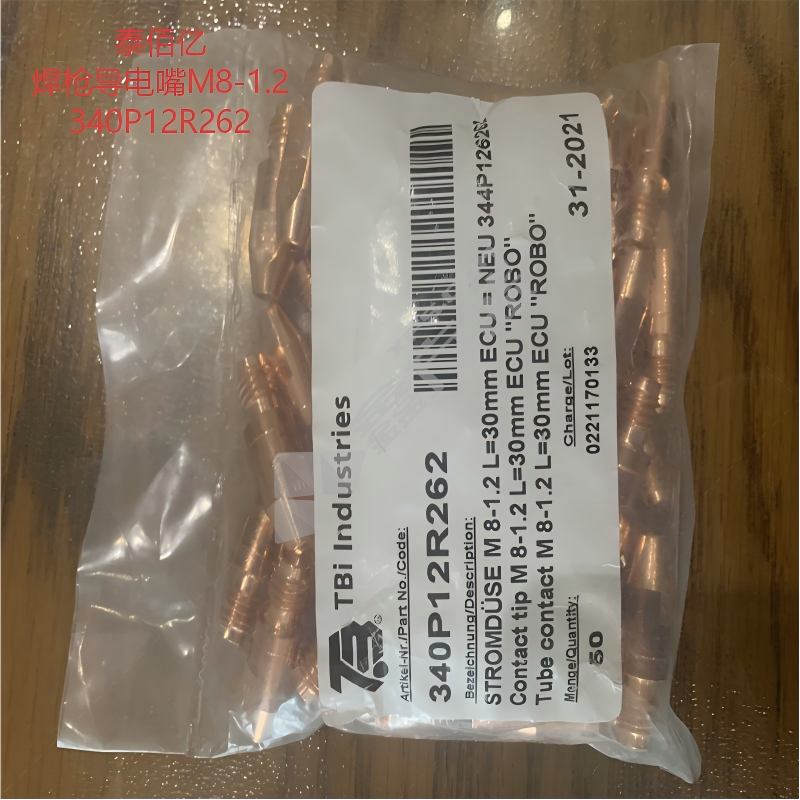 泰佰亿
焊枪导电嘴M8-1.2
340P12R262
TBi Industries
Artikel-Nr./Part No./Code:
340P12R262
Bezeichnung/Description:
STROMDÜSE M 8-1.2 L=30mm ECU = NEU 344P1262
Contact tip M 8-1.2 L=30mm ECU "ROBO"
Tube contact M 8-1.2 L=30mm ECU "ROBO"
Menge/Quantity:
50
Charge/Lot:
0221170133
31-2021